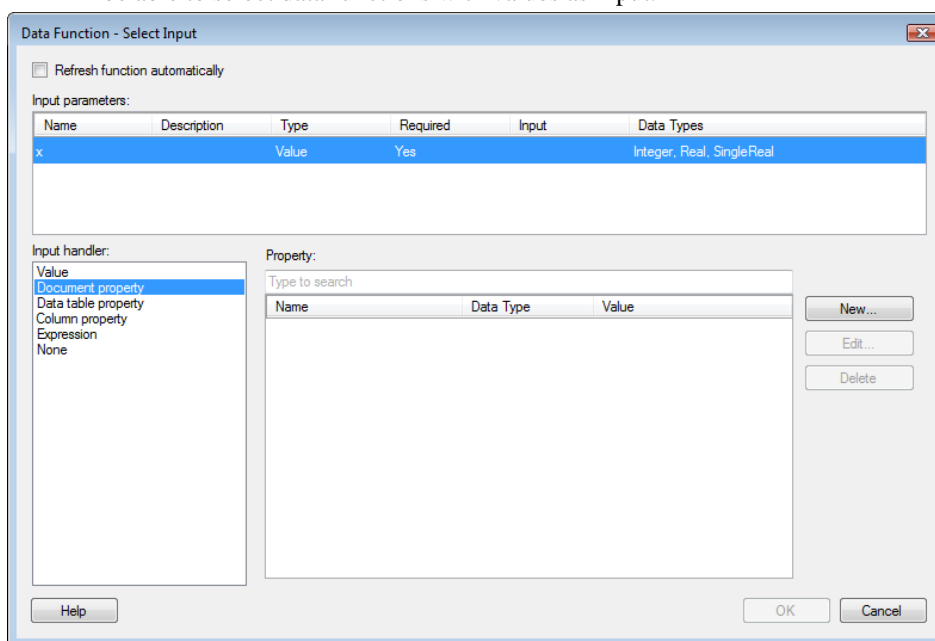 Data Function - Select Input
Refresh function automatically
Input parameters:
Name Description Type Required Input Data Types
x Value Yes Integer, Real, SingleReal
Input handler:
Value
Document property
Data table property
Column property
Expression
None
Property:
Type to search
Name Data Type Value
New...
Edit...
Delete
Help
OK Cancel